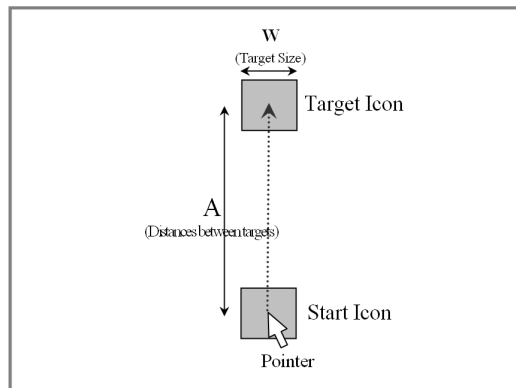 W
(Target Size)
Target Icon
A
(Distances between targets)
Start Icon
Pointer